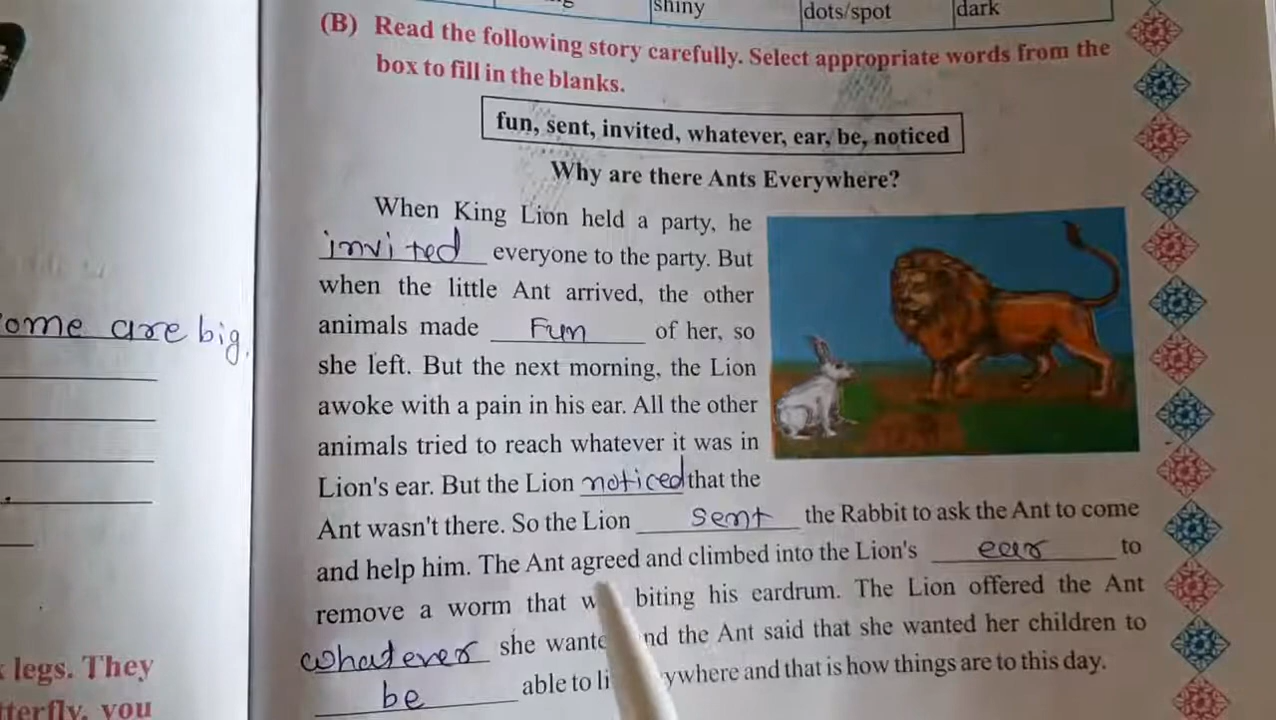 shiny dots/spot dark
(B) Read the following story carefully. Select appropriate words from the
box to fill in the blanks.
fun, sent, invited, whatever, ear, be, noticed
Why are there Ants Everywhere?
When King Lion held a party, he
invited everyone to the party. But
when the little Ant arrived, the other
animals made Fun of her, so
she left. But the next morning, the Lion
awoke with a pain in his ear. All the other
animals tried to reach whatever it was in
Lion's ear. But the Lion noticed that the
Ant wasn't there. So the Lion sent the Rabbit to ask the Ant to come
and help him. The Ant agreed and climbed into the Lion's ear to
remove a worm that biting his eardrum. The Lion offered the Ant
whatever she the Ant said that she wanted her children to
be able to and that is how things are to this day.
ome are big.
legs. They
you